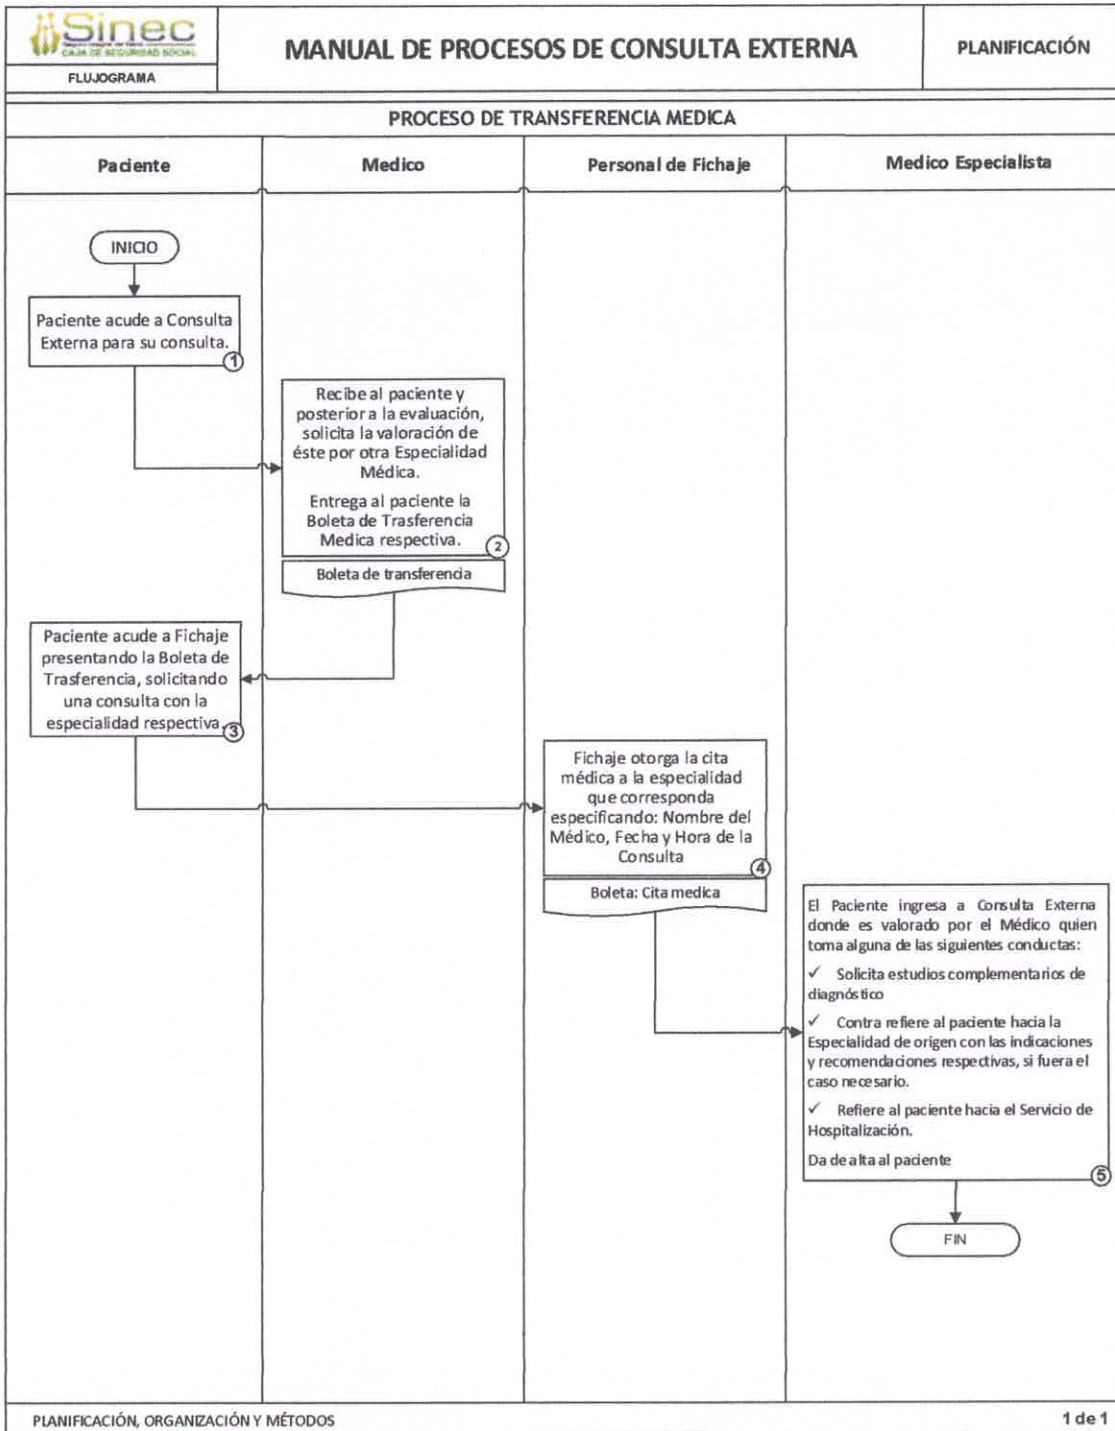 Sinec
CAJA DE SEGURIDAD SOCIAL
FLUJOGRAMA
MANUAL DE PROCESOS DE CONSULTA EXTERNA
PLANIFICACIÓN
PROCESO DE TRANSFERENCIA MEDICA
Paciente
Medico
Personal de Fichaje
Medico Especialista
INICIO
Paciente acude a Consulta
Externa para su consulta.
1
Recibe al paciente y
posterior a la evaluación,
solicita la valoración de
éste por otra Especialidad
Médica.
Entrega al paciente la
Boleta de Trasferencia
Medica respectiva.
2
Boleta de transferencia
Paciente acude a Fichaje
presentando la Boleta de
Trasferencia, solicitando
una consulta con la
especialidad respectiva.
3
Fichaje otorga la cita
médica a la especialidad
que corresponda
especificando: Nombre del
Médico, Fecha y Hora de la
Consulta
4
Boleta: Cita medica
El Paciente ingresa a Consulta Externa
donde es valorado por el Médico quien
toma alguna de las siguientes conductas:
✓ Solicita estudios complementarios de
diagnóstico
✓ Contra refiere al paciente hacia la
Especialidad de origen con las indicaciones
y recomendaciones respectivas, si fuera el
caso necesario.
✓ Refiere al paciente hacia el Servicio de
Hospitalización.
Da de alta al paciente
5
FIN
PLANIFICACIÓN, ORGANIZACIÓN Y MÉTODOS
1 de 1